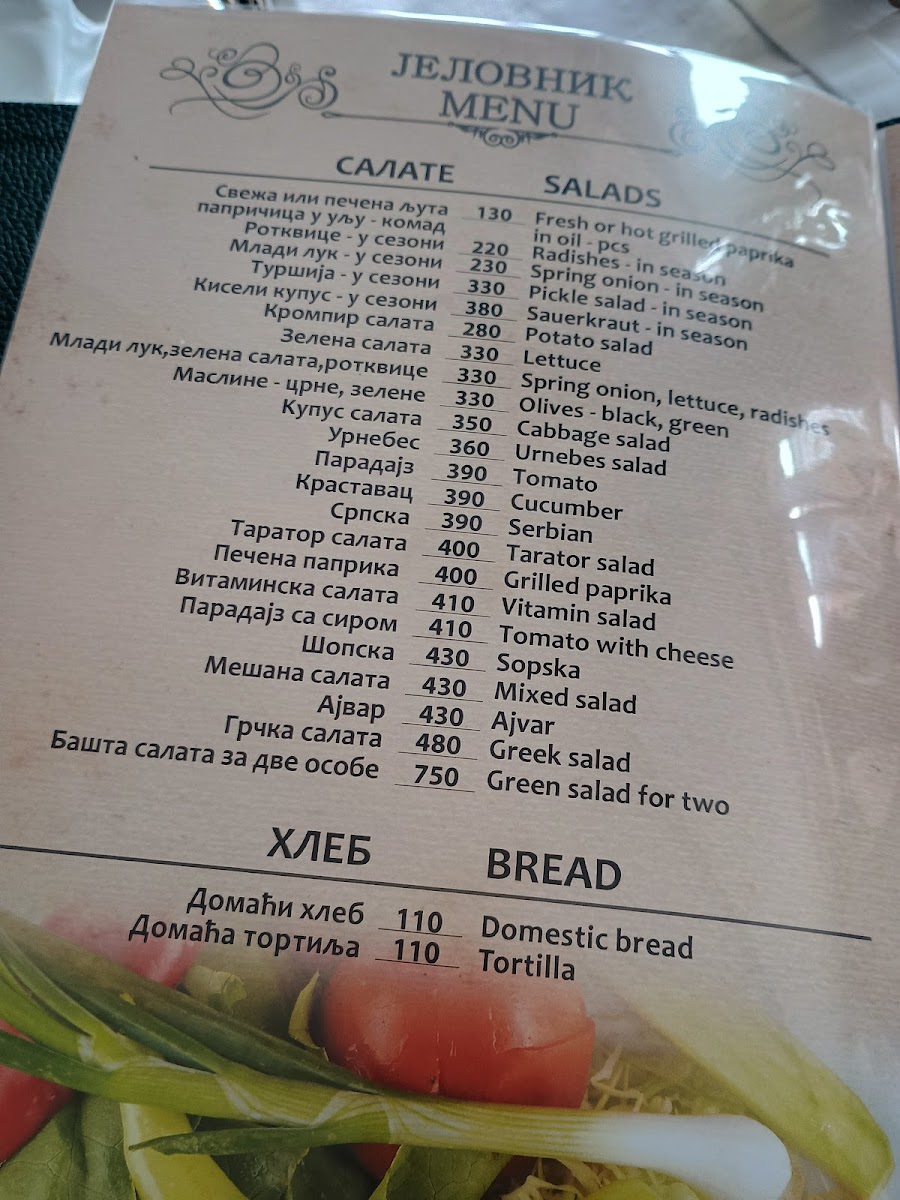 ЈЕЛОВНИК
MENU
САЛАТЕ SALADS
Свежа или печена љута
папричица у уљу - комад 130 Fresh or hot grilled paprika
in oil - pcs
Ротквице - у сезони 220 Radishes - in season
Млади лук - у сезони 230 Spring onion - in season
Туршија - у сезони 330 Pickle salad - in season
Кисели купус - у сезони 380 Sauerkraut - in season
Кромпир салата 280 Potato salad
Зелена салата 330 Lettuce
Млади лук,зелена салата,ротквице 330 Spring onion, lettuce, radishes
Маслине - црне, зелене 330 Olives - black, green
Купус салата 350 Cabbage salad
Урнебес 360 Urnebes salad
Парадајз 390 Tomato
Краставац 390 Cucumber
Српска 390 Serbian
Таратор салата 400 Tarator salad
Печена паприка 400 Grilled paprika
Витаминска салата 410 Vitamin salad
Парадајз са сиром 410 Tomato with cheese
Шопска 430 Sopska
Мешана салата 430 Mixed salad
Ајвар 430 Ajvar
Грчка салата 480 Greek salad
Башта салата за две особе 750 Green salad for two
ХЛЕБ BREAD
Домаћи хлеб 110 Domestic bread
Домаћа тортиља 110 Tortilla